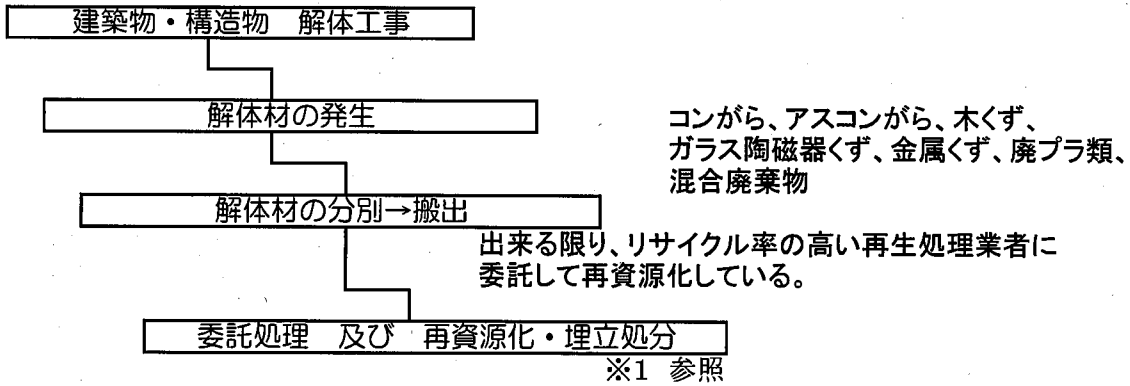 建築物・構造物　解体工事
解体材の発生
コンがら、アスコンがら、木くず、
ガラス陶磁器くず、金属くず、廃プラ類、
混合廃棄物
解体材の分別→搬出
出来る限り、リサイクル率の高い再生処理業者に
委託して再資源化している。
委託処理　及び　再資源化・埋立処分
※1　参照